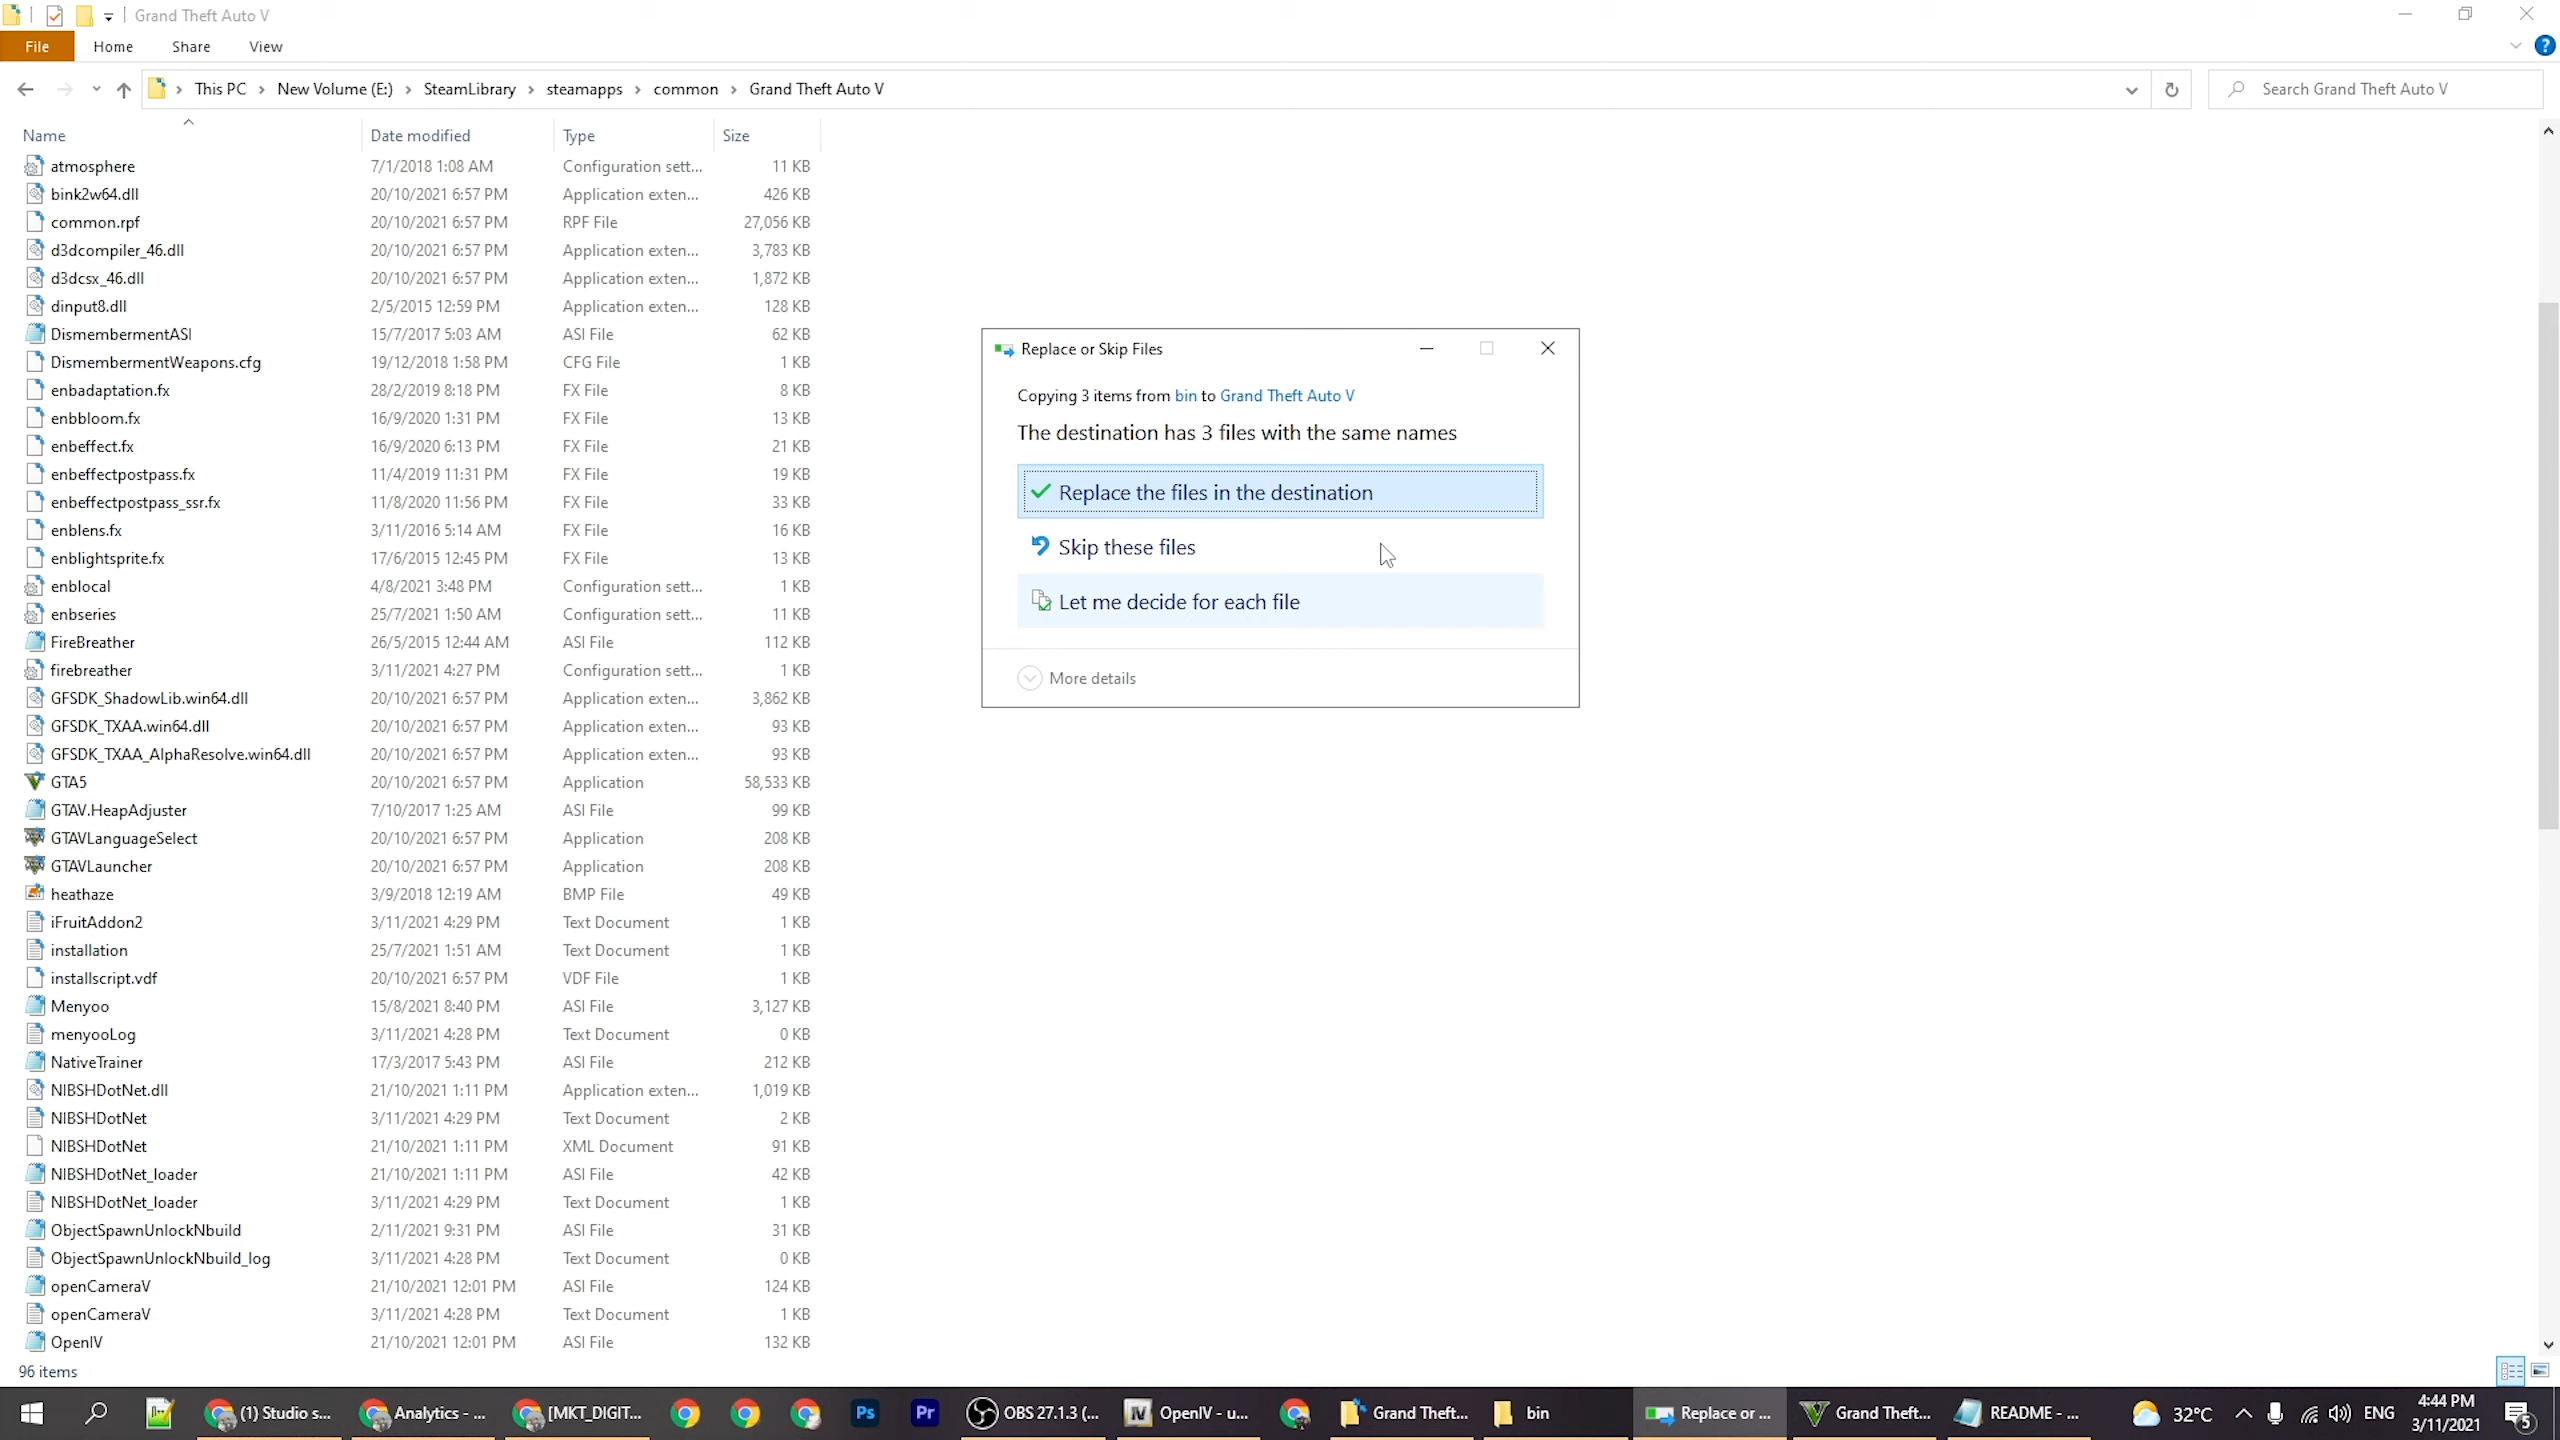 Grand Theft Auto V
File Home Share View
This PC New Volume (E:) SteamLibrary steamapps common Grand Theft Auto V Search Grand Theft Auto V
Name Date modified Type Size
atmosphere 7/1/2018 1:08 AM Configuration sett... 11 KB
bink2w64.dll 20/10/2021 6:57 PM Application exten... 426 KB
common.rpf 20/10/2021 6:57 PM RPF File 27,056 KB
d3dcompiler_46.dll 20/10/2021 6:57 PM Application exten... 3,783 KB
d3dcsx_46.dll 20/10/2021 6:57 PM Application exten... 1,872 KB
dinput8.dll 2/5/2015 12:59 PM Application exten... 128 KB
DismembermentASI 15/7/2017 5:03 AM ASI File 62 KB
DismembermentWeapons.cfg 19/12/2018 1:58 PM CFG File 1 KB
enbadaptation.fx 28/2/2019 8:18 PM FX File 8 KB
enbbloom.fx 16/9/2020 1:31 PM FX File 13 KB
enbeffect.fx 16/9/2020 6:13 PM FX File 21 KB
enbeffectpostpass.fx 11/4/2019 11:31 PM FX File 19 KB
enbeffectpostpass_ssr.fx 11/8/2020 11:56 PM FX File 33 KB
enblens.fx 3/11/2016 5:14 AM FX File 16 KB
enblightsprite.fx 17/6/2015 12:45 PM FX File 13 KB
enblocal 4/8/2021 3:48 PM Configuration sett... 1 KB
enbseries 25/7/2021 1:50 AM Configuration sett... 11 KB
FireBreather 26/5/2015 12:44 AM ASI File 112 KB
firebreather 3/11/2021 4:27 PM Configuration sett... 1 KB
GFSDK_ShadowLib.win64.dll 20/10/2021 6:57 PM Application exten... 3,862 KB
GFSDK_TXAA.win64.dll 20/10/2021 6:57 PM Application exten... 93 KB
GFSDK_TXAA_AlphaResolve.win64.dll 20/10/2021 6:57 PM Application exten... 93 KB
GTA5 20/10/2021 6:57 PM Application 58,533 KB
GTAV.HeapAdjuster 7/10/2017 1:25 AM ASI File 99 KB
GTAVLanguageSelect 20/10/2021 6:57 PM Application 208 KB
GTAVLauncher 20/10/2021 6:57 PM Application 208 KB
heathaze 3/9/2018 12:19 AM BMP File 49 KB
iFruitAddon2 3/11/2021 4:29 PM Text Document 1 KB
installation 25/7/2021 1:51 AM Text Document 1 KB
installscript.vdf 20/10/2021 6:57 PM VDF File 1 KB
Menyoo 15/8/2021 8:40 PM ASI File 3,127 KB
menyooLog 3/11/2021 4:28 PM Text Document 0 KB
NativeTrainer 17/3/2017 5:43 PM ASI File 212 KB
NIBSHDotNet.dll 21/10/2021 1:11 PM Application exten... 1,019 KB
NIBSHDotNet 3/11/2021 4:29 PM Text Document 2 KB
NIBSHDotNet 21/10/2021 1:11 PM XML Document 91 KB
NIBSHDotNet_loader 21/10/2021 1:11 PM ASI File 42 KB
NIBSHDotNet_loader 3/11/2021 4:29 PM Text Document 1 KB
ObjectSpawnUnlockNbuild 2/11/2021 9:31 PM ASI File 31 KB
ObjectSpawnUnlockNbuild_log 3/11/2021 4:28 PM Text Document 0 KB
openCameraV 21/10/2021 12:01 PM ASI File 124 KB
openCameraV 3/11/2021 4:28 PM Text Document 1 KB
OpenIV 21/10/2021 12:01 PM ASI File 132 KB
96 items
Replace or Skip Files
Copying 3 items from bin to Grand Theft Auto V
The destination has 3 files with the same names
Replace the files in the destination
Skip these files
Let me decide for each file
More details
(1) Studio s... Analytics - ... [MKT_DIGIT... Ps Pr OBS 27.1.3 (... IV OpenIV - u... Grand Theft... bin Replace or ... Grand Theft... README - ... 32°C ENG 4:44 PM
3/11/2021 5